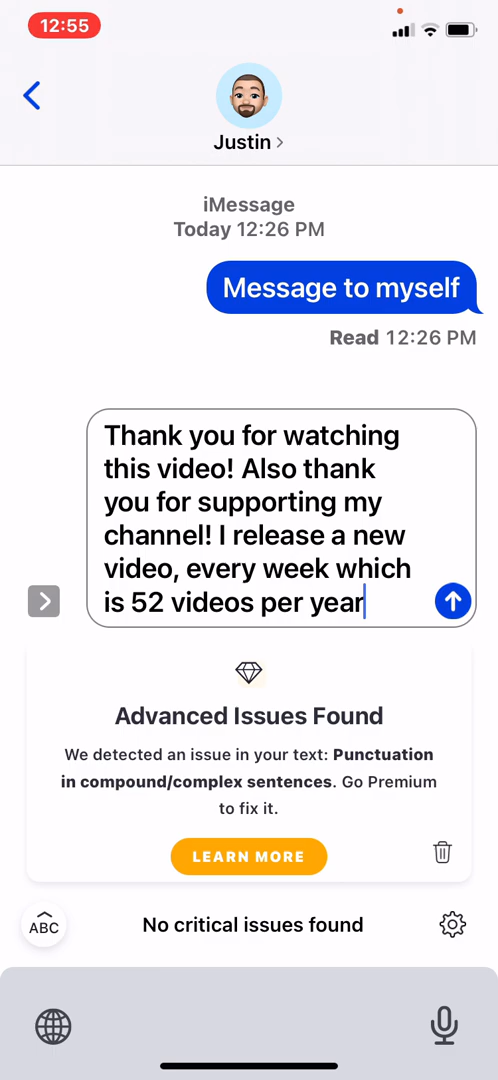 12:55
Justin >
iMessage
Today 12:26 PM
Message to myself
Read 12:26 PM
Thank you for watching
this video! Also thank
you for supporting my
channel! I release a new
video, every week which
is 52 videos per year
Advanced Issues Found
We detected an issue in your text: Punctuation
in compound/complex sentences. Go Premium
to fix it.
LEARN MORE
ABC
No critical issues found